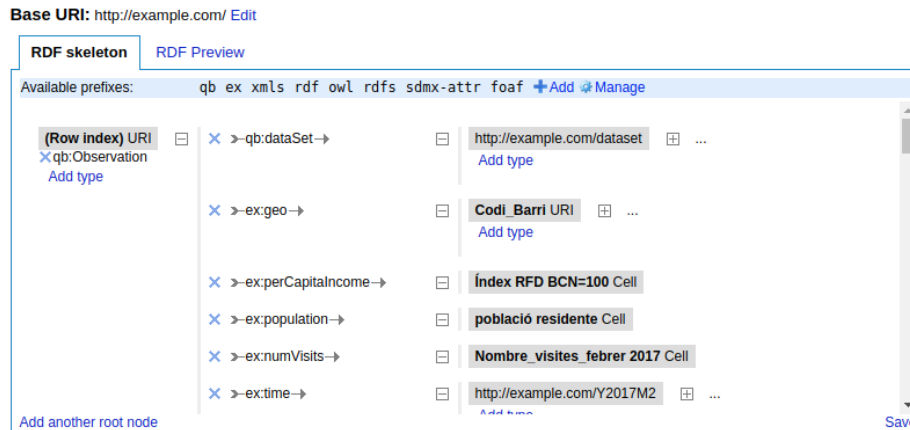 Base URI: http://example.com/ Edit
RDF skeleton RDF Preview
Available prefixes: qb ex xmls rdf owl rdfs sdmx-attr foaf Add Manage
(Row index) URI qb:dataSet http://example.com/dataset ...
qb:Observation Add type
Add type
ex:geo Codi_Barri URI ...
Add type
ex:perCapitaIncome Índex RFD BCN=100 Cell
ex:population població residente Cell
ex:numVisits Nombre_visites_febrer 2017 Cell
ex:time http://example.com/Y2017M2 ...
Add type
Add another root node Save